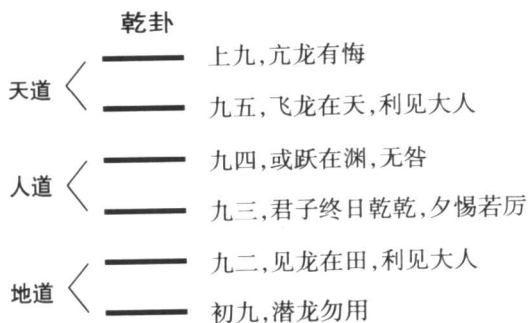 乾卦
上九,亢龙有悔
天道
九五,飞龙在天,利见大人
九四,或跃在渊,无咎
人道
九三,君子终日乾乾,夕惕若厉
九二,见龙在田,利见大人
地道
初九,潜龙勿用